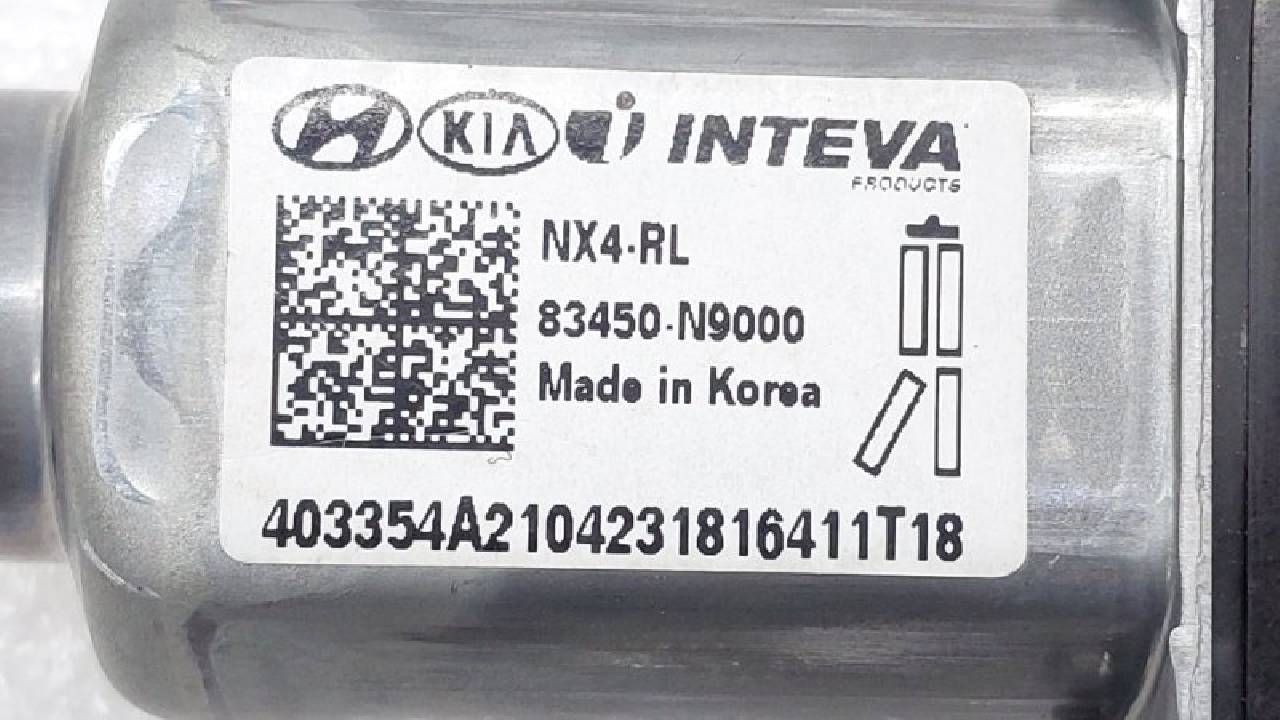 KIA INTEVA
PRODUCTS
NX4-RL
83450-N9000
Made in Korea
403354A2104231816411T18